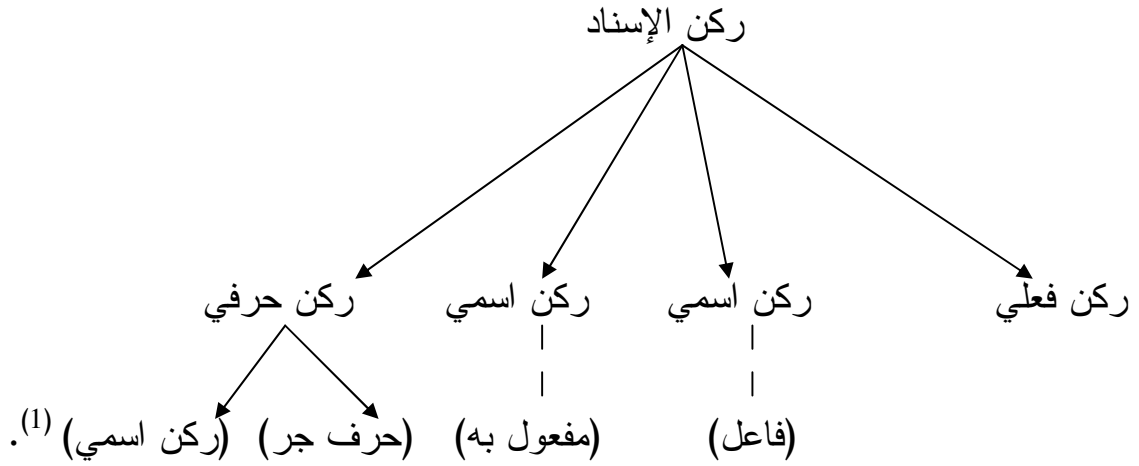 ركن الإسناد
ركن فعلي ركن اسمي ركن اسمي ركن حرفي
(فاعل) (مفعول به) (حرف جر) (ركن اسمي) (1).